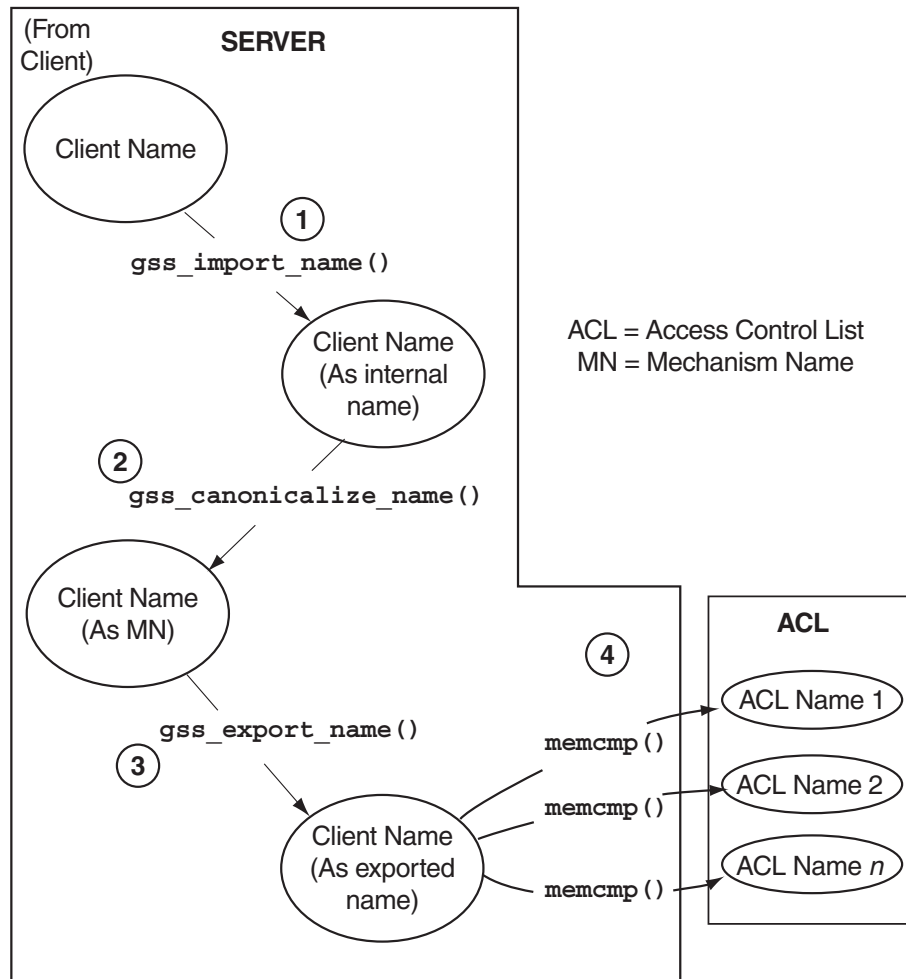 (From
Client)
SERVER
Client Name
1
gss_import_name()
Client Name
(As internal
name)
ACL = Access Control List
MN = Mechanism Name
2
gss_canonicalize_name()
Client Name
(As MN)
4
ACL
ACL Name 1
gss_export_name()
memcmp()
3
ACL Name 2
memcmp()
Client Name
(As exported
name)
ACL Name n
memcmp()